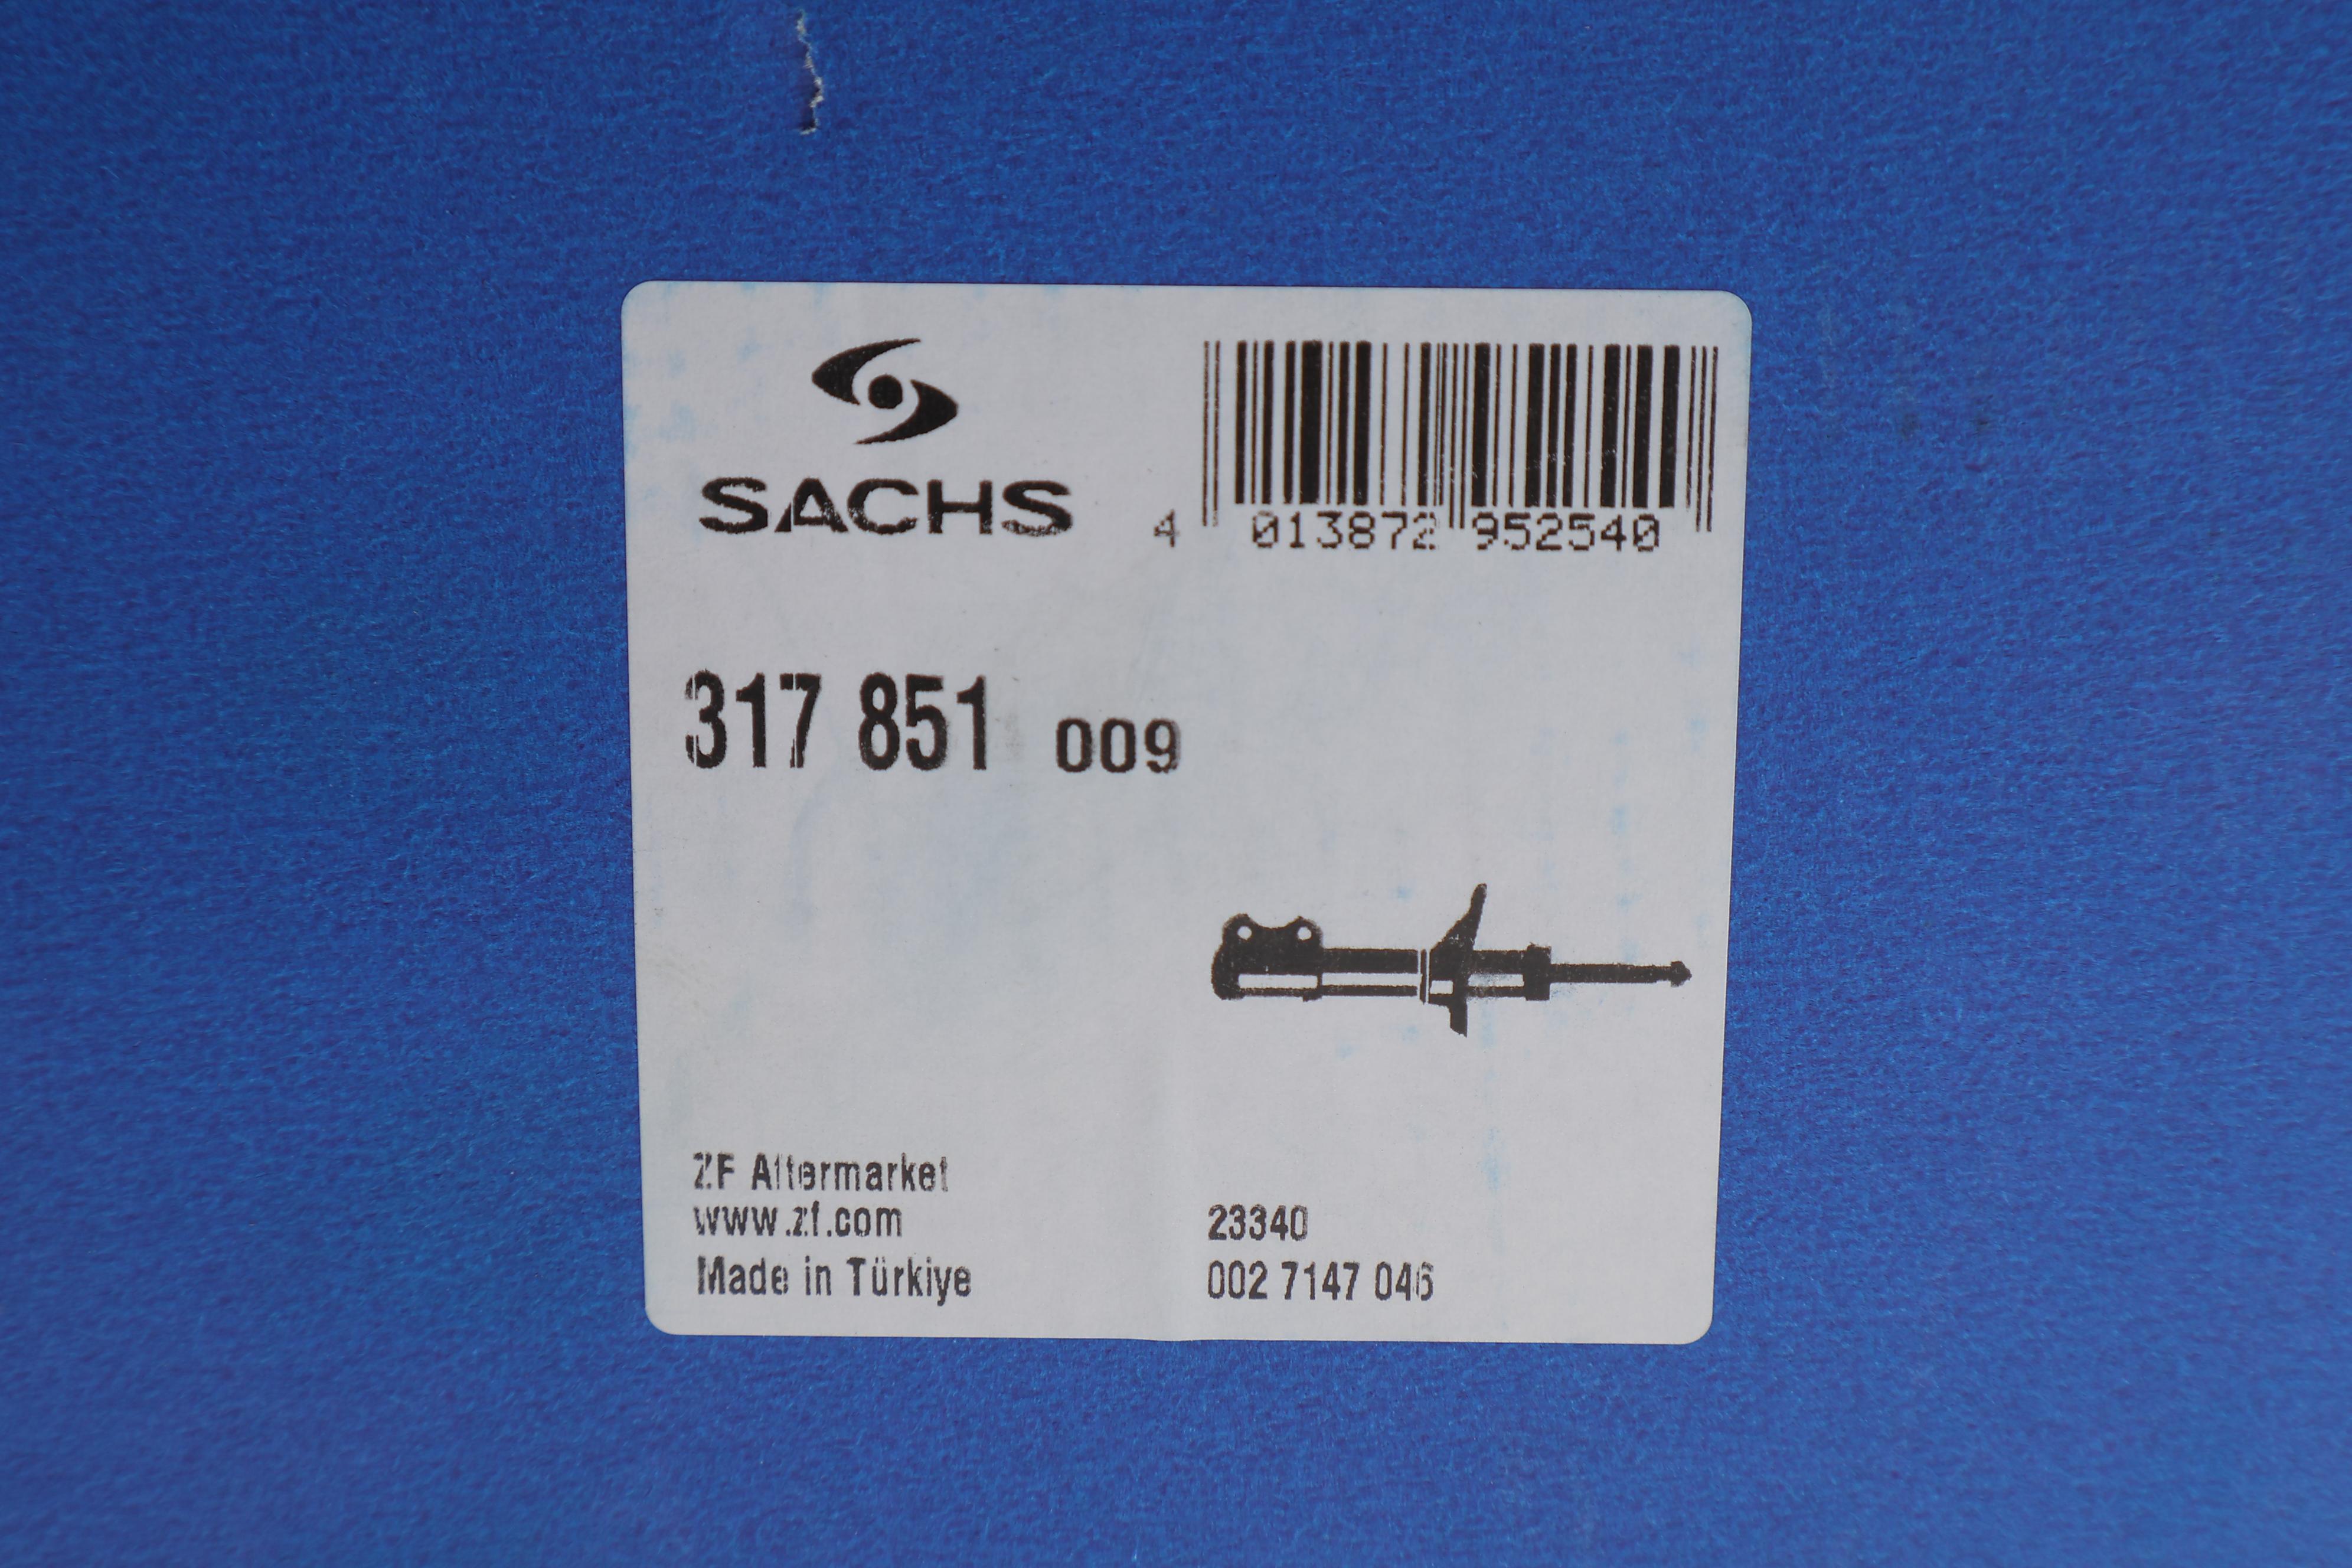 SACHS
4 013872 952540
317 851 009
ZF Aftermarket
www.zf.com
Made in Türkiye
23340
002 7147 046